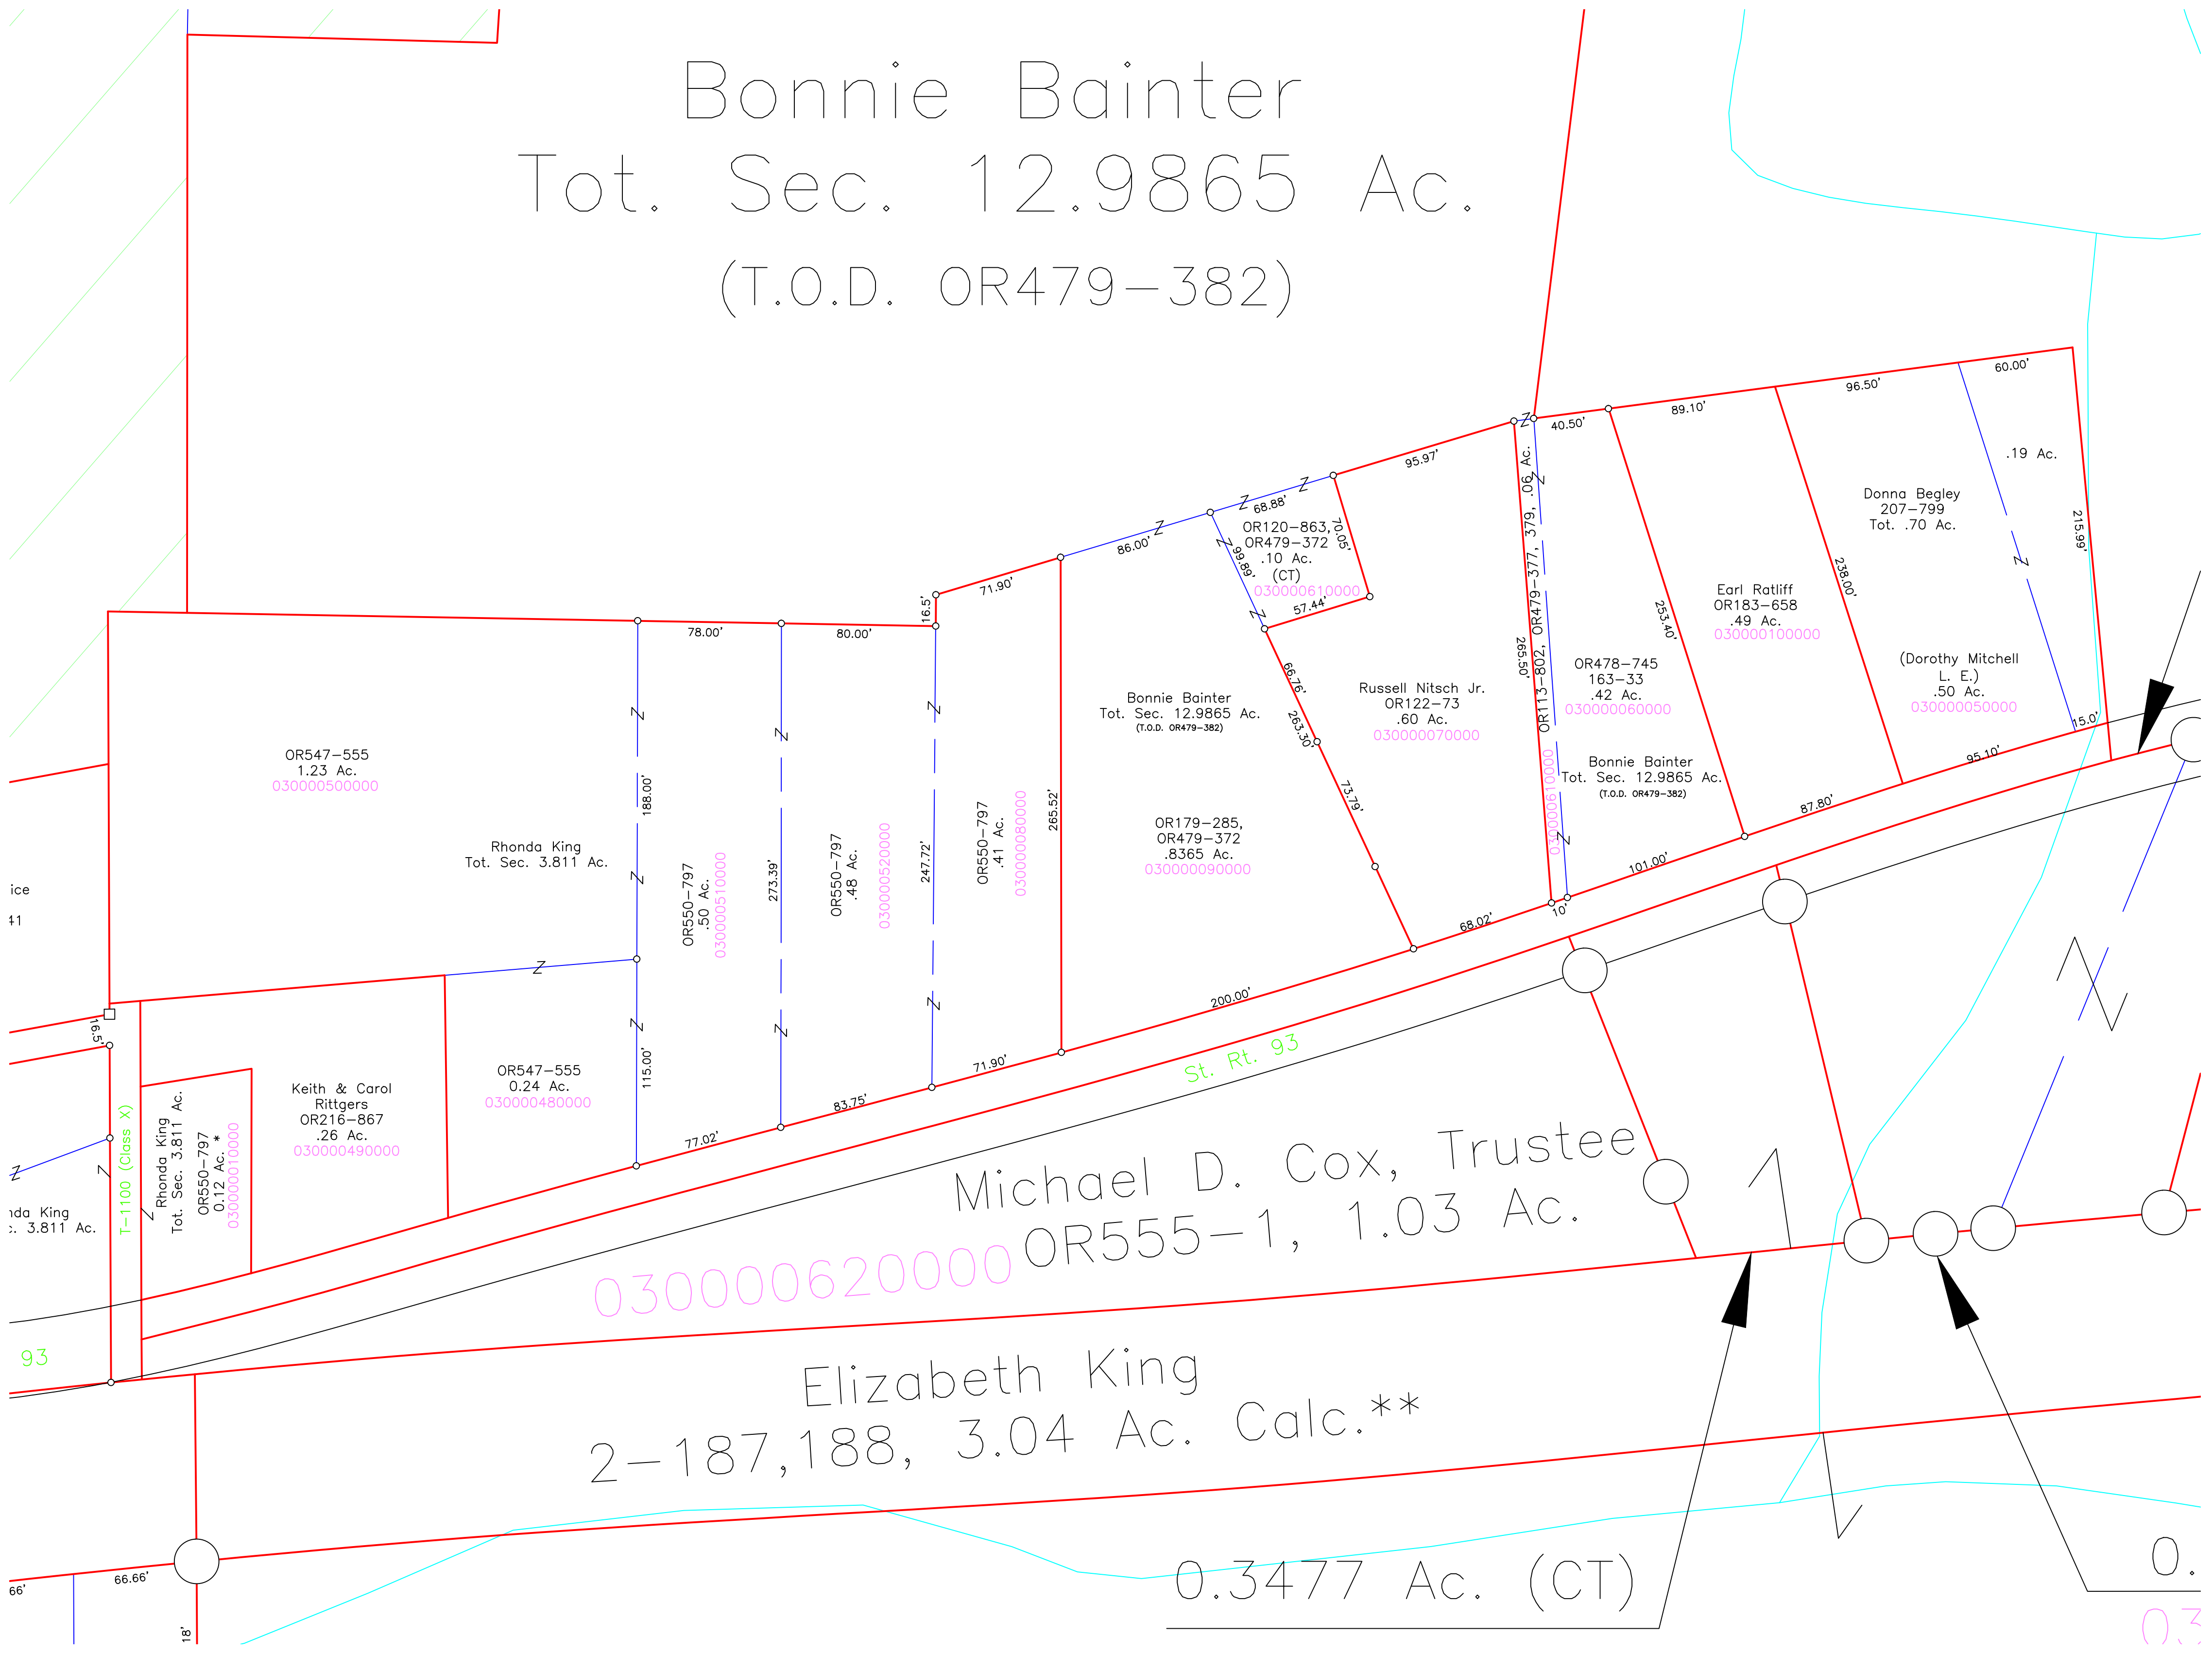 Bonnie Bainter
Tot. Sec. 12.9865 Ac.
(T.O.D. OR479-382)
60.00'
96.50'
89.10'
40.50'
95.97'
68.88'
86.00'
71.90'
16.5'
80.00'
78.00'
.19 Ac.
215.99'
Donna Begley
207-799
Tot. .70 Ac.
(Dorothy Mitchell
L. E.)
.50 Ac.
030000050000
15.0'
95.10'
238.00'
Earl Ratliff
OR183-658
.49 Ac.
030000100000
87.80'
253.40'
OR478-745
163-33
.42 Ac.
030000060000
Bonnie Bainter
Tot. Sec. 12.9865 Ac.
(T.O.D. OR479-382)
101.00'
OR113-802, OR479-377, 379, .06 Ac.
030000610000
265.50'
10'
OR120-863,
OR479-372
.10 Ac.
(CT)
030000610000
70.05'
99.89'
57.44'
Russell Nitsch Jr.
OR122-73
.60 Ac.
030000070000
66.76'
263.30'
73.79'
68.02'
Bonnie Bainter
Tot. Sec. 12.9865 Ac.
(T.O.D. OR479-382)
OR179-285,
OR479-372
.8365 Ac.
030000090000
200.00'
265.52'
OR550-797
.41 Ac.
030000080000
71.90'
247.72'
OR550-797
.48 Ac.
030000520000
83.75'
273.39'
OR550-797
.50 Ac.
030000510000
77.02'
188.00'
115.00'
OR547-555
1.23 Ac.
030000500000
Rhonda King
Tot. Sec. 3.811 Ac.
OR547-555
0.24 Ac.
030000480000
Keith & Carol
Rittgers
OR216-867
.26 Ac.
030000490000
Rhonda King
Tot. Sec. 3.811 Ac.
OR550-797
0.12 Ac. *
030000010000
T-1100 (Class X)
16.5'
ice
41
nda King
c. 3.811 Ac.
93
St. Rt. 93
Michael D. Cox, Trustee
OR555-1, 1.03 Ac.
030000620000
Elizabeth King
2-187,188, 3.04 Ac. Calc.**
0.3477 Ac. (CT)
0.
03
66'
66.66'
18'